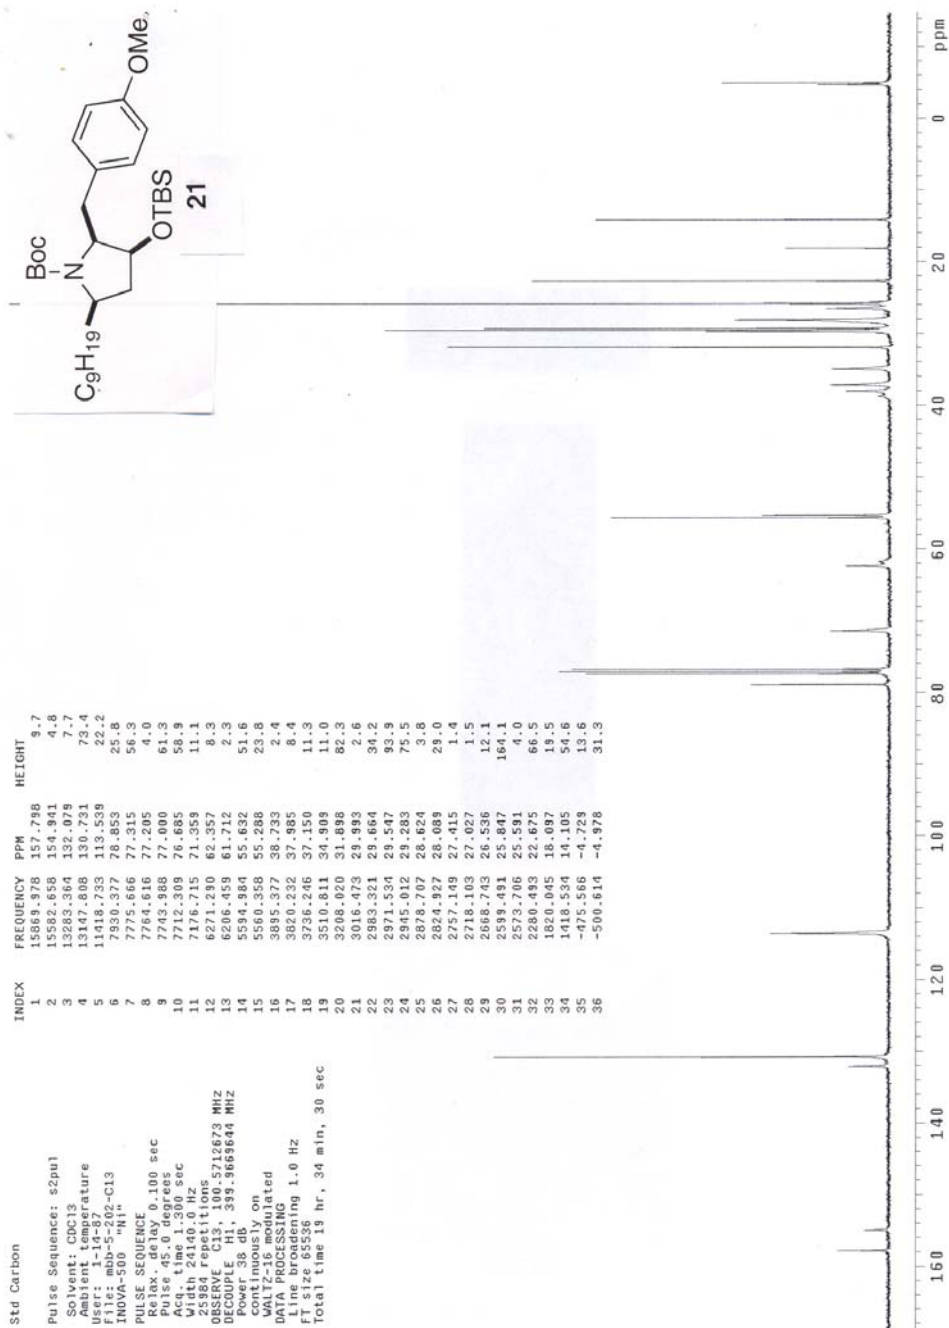 Std Carbon
Pulse Sequence: s2pul
Solvent: CDCl3
Ambient temperature
User: 1-14-87
File: mbb-5-202-C13
INOVA-500 "Ni"
PULSE SEQUENCE
Relax. delay 0.100 sec
Pulse 45.0 degrees
Acq. time 1.300 sec
Width 24140.0 Hz
25984 repetitions
OBSERVE C13, 100.5712673 MHz
DECOUPLE H1, 399.9669644 MHz
Power 38 dB
continuously on
WALTZ-16 modulated
DATA PROCESSING
Line broadening 1.0 Hz
FT size 65536
Total time 19 hr, 34 min, 30 sec
INDEX FREQUENCY PPM HEIGHT
1 15869.978 157.798 9.7
2 15582.658 154.941 4.8
3 13283.364 132.079 7.7
4 13147.808 130.731 73.4
5 11418.733 113.539 22.2
6 7930.377 78.853 25.8
7 7775.666 77.315 56.3
8 7764.616 77.205 4.0
9 7743.988 77.000 61.3
10 7712.309 76.685 58.9
11 7176.715 71.359 11.1
12 6271.290 62.357 8.3
13 6206.459 61.712 2.3
14 5594.984 55.632 51.6
15 5560.358 55.288 23.8
16 3895.377 38.733 2.4
17 3820.232 37.985 8.4
18 3736.246 37.150 11.3
19 3510.811 34.909 11.0
20 3208.020 31.898 82.3
21 3016.473 29.993 2.6
22 2983.321 29.664 34.2
23 2971.534 29.547 93.9
24 2945.012 29.283 75.5
25 2878.707 28.624 3.8
26 2824.927 28.089 29.0
27 2757.149 27.415 1.4
28 2718.103 27.027 1.5
29 2668.743 26.536 12.1
30 2599.491 25.847 164.1
31 2573.706 25.591 4.0
32 2280.493 22.675 66.5
33 1820.045 18.097 19.5
34 1418.534 14.105 54.6
35 -475.566 -4.729 13.6
36 -500.614 -4.978 31.3
Boc
N
C9H19
OMe
OTBS
21
160 140 120 100 80 60 40 20 0 ppm